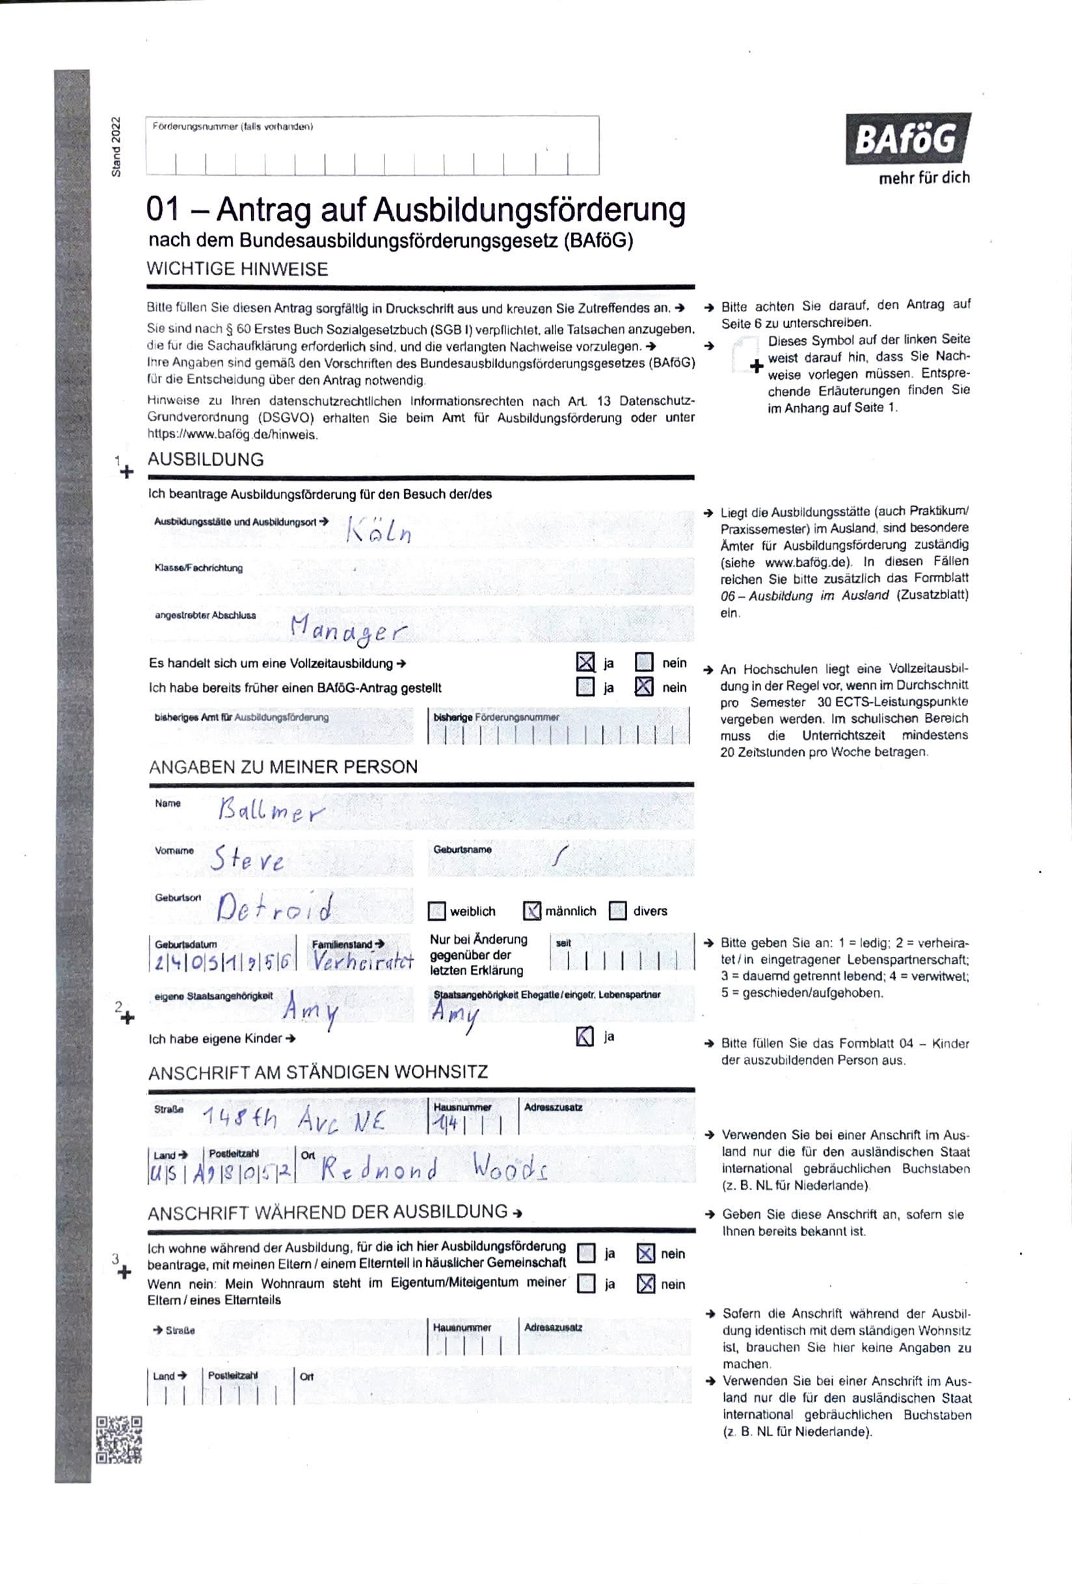 Stand 2022
Förderungsnummer (falls vorhanden)
BAföG
mehr für dich
01 – Antrag auf Ausbildungsförderung
nach dem Bundesausbildungsförderungsgesetz (BAföG)
WICHTIGE HINWEISE
Bitte füllen Sie diesen Antrag sorgfältig in Druckschrift aus und kreuzen Sie Zutreffendes an. →
Sie sind nach § 60 Erstes Buch Sozialgesetzbuch (SGB I) verpflichtet, alle Tatsachen anzugeben,
die für die Sachaufklärung erforderlich sind, und die verlangten Nachweise vorzulegen. →
Ihre Angaben sind gemäß den Vorschriften des Bundesausbildungsförderungsgesetzes (BAföG)
für die Entscheidung über den Antrag notwendig.
Hinweise zu Ihren datenschutzrechtlichen Informationsrechten nach Art. 13 Datenschutz-
Grundverordnung (DSGVO) erhalten Sie beim Amt für Ausbildungsförderung oder unter
https://www.bafög.de/hinweis.
→ Bitte achten Sie darauf, den Antrag auf
Seite 6 zu unterschreiben.
→ Dieses Symbol auf der linken Seite
weist darauf hin, dass Sie Nach-
weise vorlegen müssen. Entspre-
chende Erläuterungen finden Sie
im Anhang auf Seite 1.
1 + AUSBILDUNG
Ich beantrage Ausbildungsförderung für den Besuch der/des
Ausbildungsstätte und Ausbildungsort → Köln
Klasse/Fachrichtung
angestrebter Abschluss Manager
Es handelt sich um eine Vollzeitausbildung → ja nein
Ich habe bereits früher einen BAföG-Antrag gestellt ja nein
bisheriges Amt für Ausbildungsförderung bisherige Förderungsnummer
→ Liegt die Ausbildungsstätte (auch Praktikum/
Praxissemester) im Ausland, sind besondere
Ämter für Ausbildungsförderung zuständig
(siehe www.bafög.de). In diesen Fällen
reichen Sie bitte zusätzlich das Formblatt
06 – Ausbildung im Ausland (Zusatzblatt)
ein.
→ An Hochschulen liegt eine Vollzeitausbil-
dung in der Regel vor, wenn im Durchschnitt
pro Semester 30 ECTS-Leistungspunkte
vergeben werden. Im schulischen Bereich
muss die Unterrichtszeit mindestens
20 Zeitstunden pro Woche betragen.
ANGABEN ZU MEINER PERSON
Name Ballmer
Vorname Steve Geburtsname /
Geburtsort Detroid weiblich männlich divers
Geburtsdatum Familienstand → Nur bei Änderung seit
24031956 Verheiratet gegenüber der
letzten Erklärung
eigene Staatsangehörigkeit Amy Staatsangehörigkeit Ehegatte/eingetr. Lebenspartner
Amy
2 + Ich habe eigene Kinder → ja
→ Bitte geben Sie an: 1 = ledig; 2 = verheira-
tet / in eingetragener Lebenspartnerschaft;
3 = dauernd getrennt lebend; 4 = verwitwet;
5 = geschieden/aufgehoben.
→ Bitte füllen Sie das Formblatt 04 – Kinder
der auszubildenden Person aus.
ANSCHRIFT AM STÄNDIGEN WOHNSITZ
Straße 148th Ave NE Hausnummer 14 Adresszusatz
Land → USA Postleitzahl 98052 Ort Redmond Woods
→ Verwenden Sie bei einer Anschrift im Aus-
land nur die für den ausländischen Staat
international gebräuchlichen Buchstaben
(z. B. NL für Niederlande).
ANSCHRIFT WÄHREND DER AUSBILDUNG →
→ Geben Sie diese Anschrift an, sofern sie
Ihnen bereits bekannt ist.
3 + Ich wohne während der Ausbildung, für die ich hier Ausbildungsförderung
beantrage, mit meinen Eltern / einem Elternteil in häuslicher Gemeinschaft ja nein
Wenn nein: Mein Wohnraum steht im Eigentum/Miteigentum meiner ja nein
Eltern / eines Elternteils
→ Straße Hausnummer Adresszusatz
Land → Postleitzahl Ort
→ Sofern die Anschrift während der Ausbil-
dung identisch mit dem ständigen Wohnsitz
ist, brauchen Sie hier keine Angaben zu
machen.
→ Verwenden Sie bei einer Anschrift im Aus-
land nur die für den ausländischen Staat
international gebräuchlichen Buchstaben
(z. B. NL für Niederlande).